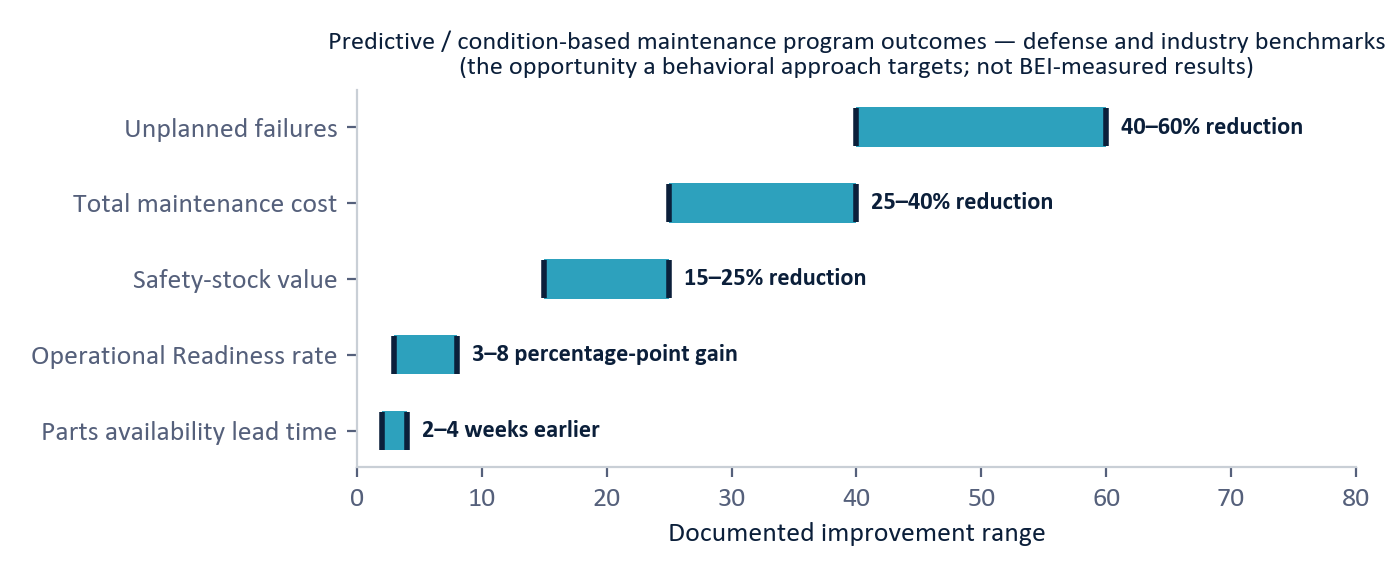 Predictive / condition-based maintenance program outcomes — defense and industry benchmarks
(the opportunity a behavioral approach targets; not BEI-measured results)
Unplanned failures
40–60% reduction
Total maintenance cost
25–40% reduction
Safety-stock value
15–25% reduction
Operational Readiness rate
3–8 percentage-point gain
Parts availability lead time
2–4 weeks earlier
0 10 20 30 40 50 60 70 80
Documented improvement range